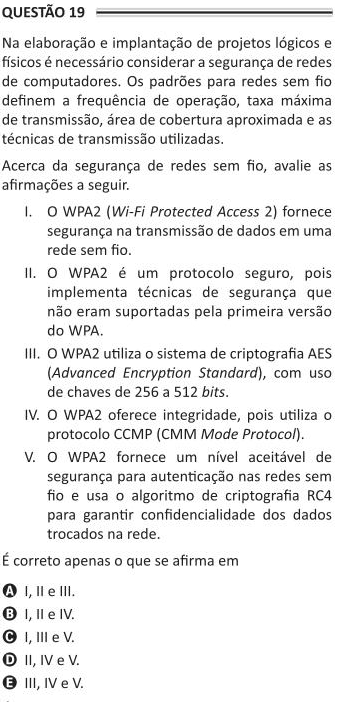 QUESTÃO 19
Na elaboração e implantação de projetos lógicos e
físicos é necessário considerar a segurança de redes
de computadores. Os padrões para redes sem fio
definem a frequência de operação, taxa máxima
de transmissão, área de cobertura aproximada e as
técnicas de transmissão utilizadas.
Acerca da segurança de redes sem fio, avalie as
afirmações a seguir.
I. O WPA2 (Wi-Fi Protected Access 2) fornece
segurança na transmissão de dados em uma
rede sem fio.
II. O WPA2 é um protocolo seguro, pois
implementa técnicas de segurança que
não eram suportadas pela primeira versão
do WPA.
III. O WPA2 utiliza o sistema de criptografia AES
(Advanced Encryption Standard), com uso
de chaves de 256 a 512 bits.
IV. O WPA2 oferece integridade, pois utiliza o
protocolo CCMP (CMM Mode Protocol).
V. O WPA2 fornece um nível aceitável de
segurança para autenticação nas redes sem
fio e usa o algoritmo de criptografia RC4
para garantir confidencialidade dos dados
trocados na rede.
É correto apenas o que se afirma em
A I, II e III.
B I, II e IV.
C I, III e V.
D II, IV e V.
E III, IV e V.